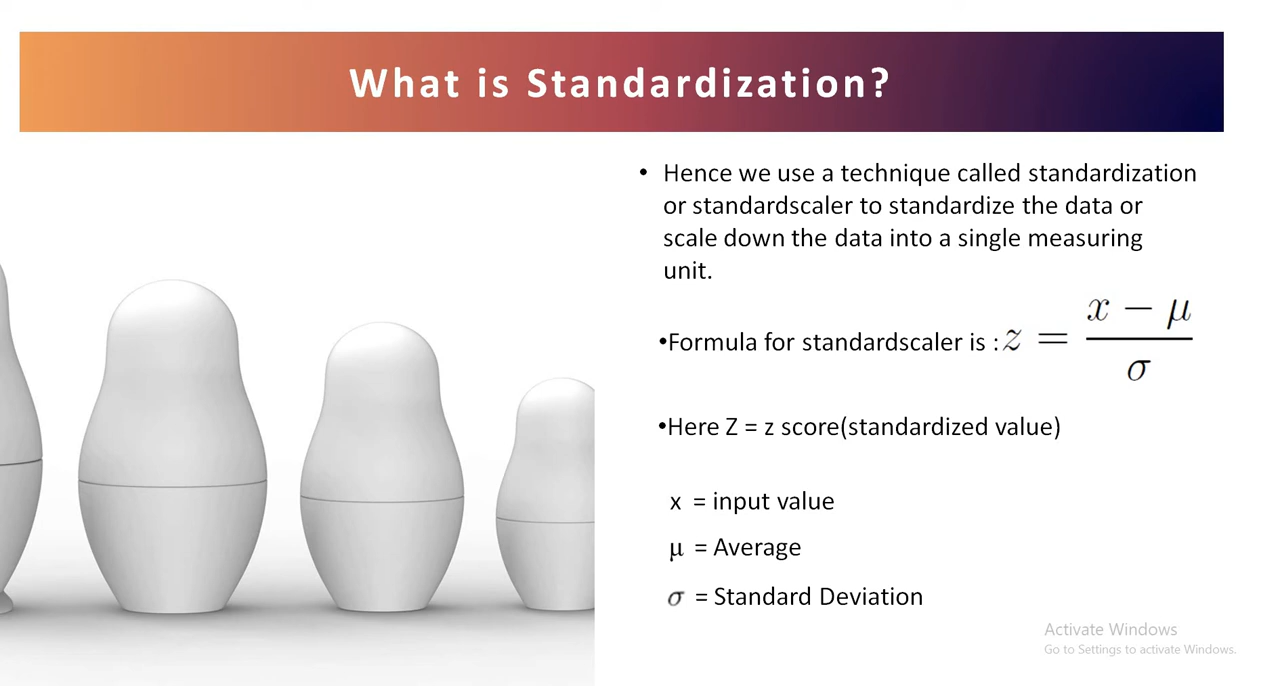 What is Standardization?
• Hence we use a technique called standardization
or standardscaler to standardize the data or
scale down the data into a single measuring
unit.
•Formula for standardscaler is : z = (x − μ) / σ
•Here Z = z score(standardized value)
x = input value
μ = Average
σ = Standard Deviation
Activate Windows
Go to Settings to activate Windows.